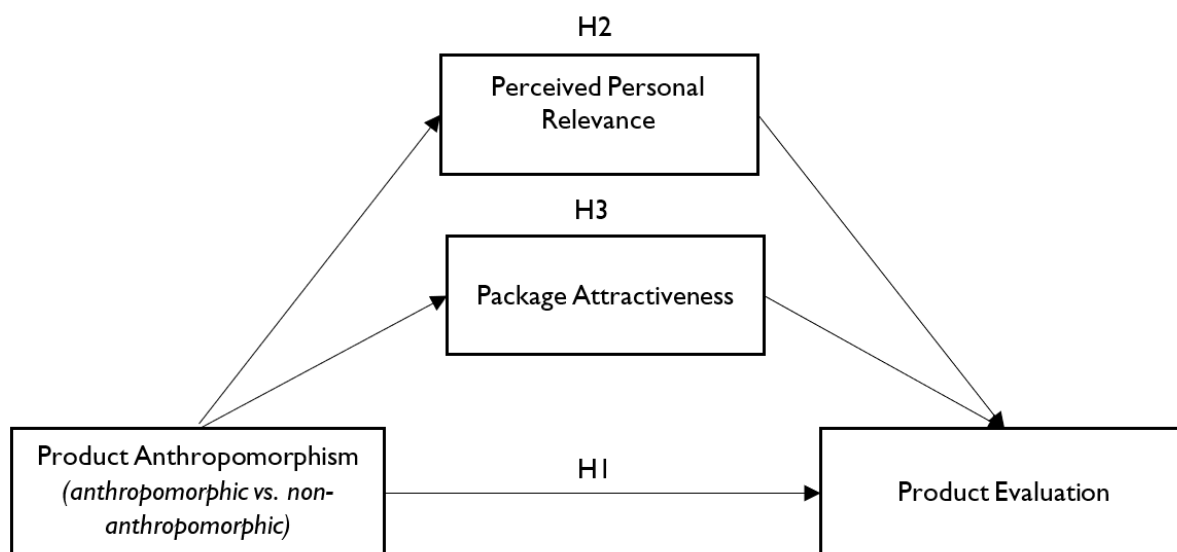 H2
Perceived Personal
Relevance
H3
Package Attractiveness
Product Anthropomorphism
(anthropomorphic vs. non-
anthropomorphic)
H1
Product Evaluation